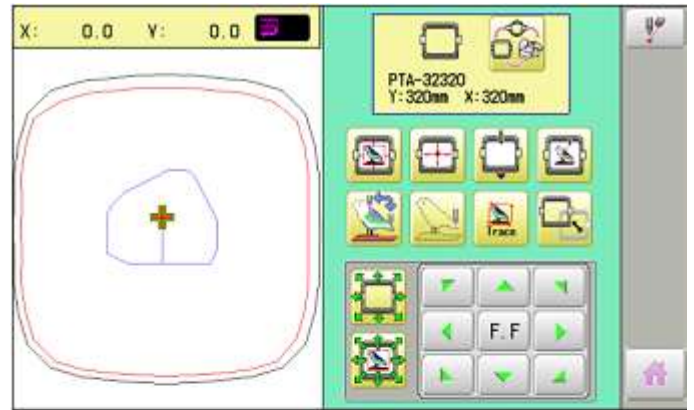 X: 0.0 Y: 0.0
PTA-32320
Y:320mm X:320mm
Trace
F.F